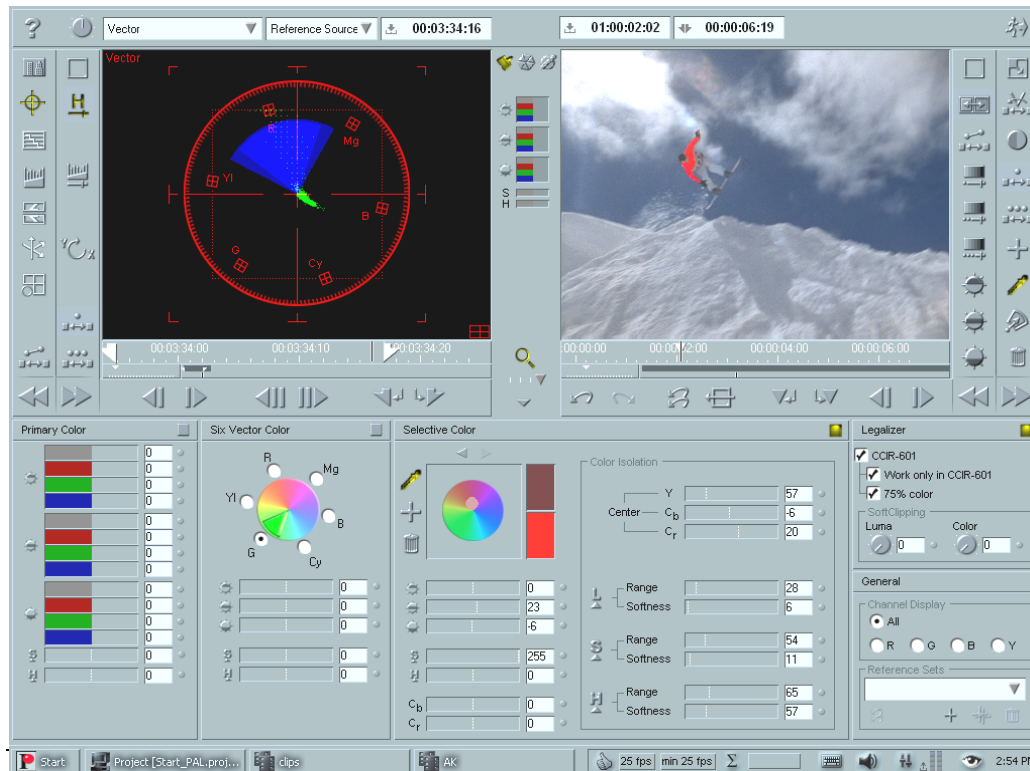 Vector
Reference Source
00:03:34:16
01:00:02:02
00:00:06:19
Vector
R
Mg
Yl
B
G
Cy
S
H
00:03:34:00
00:03:34:10
00:03:34:20
00:00:00
00:00:02:00
00:00:04:00
00:00:06:00
Primary Color
Six Vector Color
Selective Color
Legalizer
0
0
0
0
0
0
0
0
0
0
0
0
S 0
H 0
R
Mg
Yl
B
G
Cy
0
0
0
S 0
H 0
0
23
-6
S 255
H 0
Cb 0
Cr 0
Color Isolation
Center
Y 57
Cb -6
Cr 20
L
Range 28
Softness 6
S
Range 54
Softness 11
H
Range 65
Softness 57
CCIR-601
Work only in CCIR-601
75% color
SoftClipping
Luma
Color
0
0
General
Channel Display
All
R
G
B
Y
Reference Sets
Start
Project [Start_PAL.proj...
clips
AK
25 fps
min 25 fps
Σ
2:54 PM